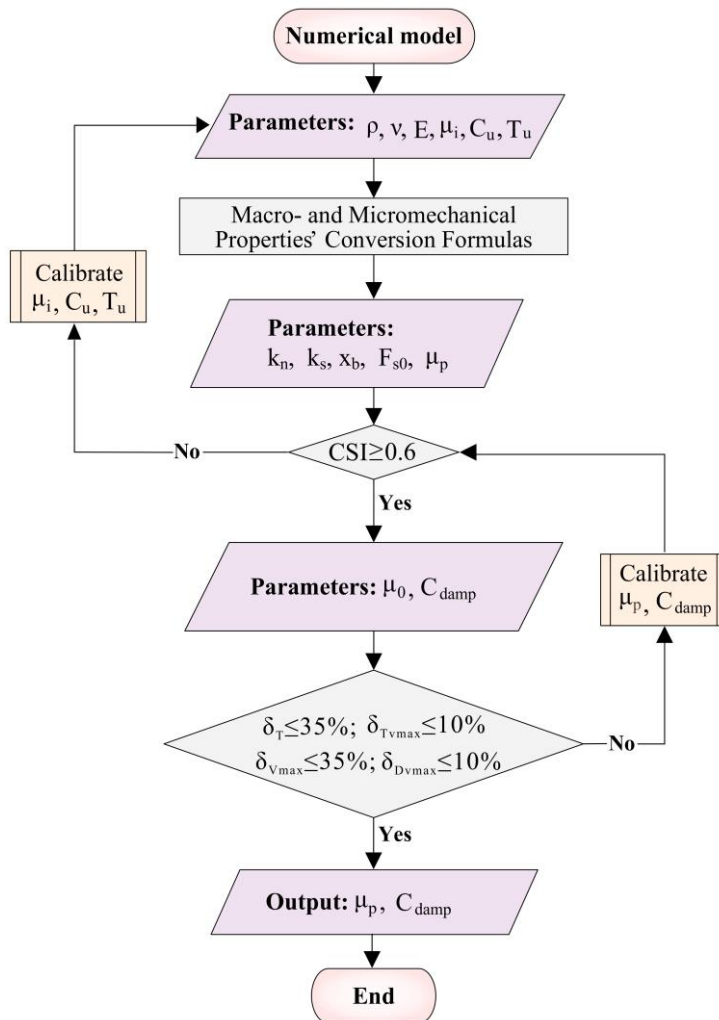 Numerical model
Parameters: ρ, ν, E, μi, Cu, Tu
Macro- and Micromechanical
Properties' Conversion Formulas
Calibrate
μi, Cu, Tu
Parameters:
kn, ks, xb, Fs0, μp
No
CSI≥0.6
Yes
Parameters: μ0, Cdamp
Calibrate
μp, Cdamp
δT≤35%; δTvmax≤10%
δVmax≤35%; δDvmax≤10%
No
Yes
Output: μp, Cdamp
End